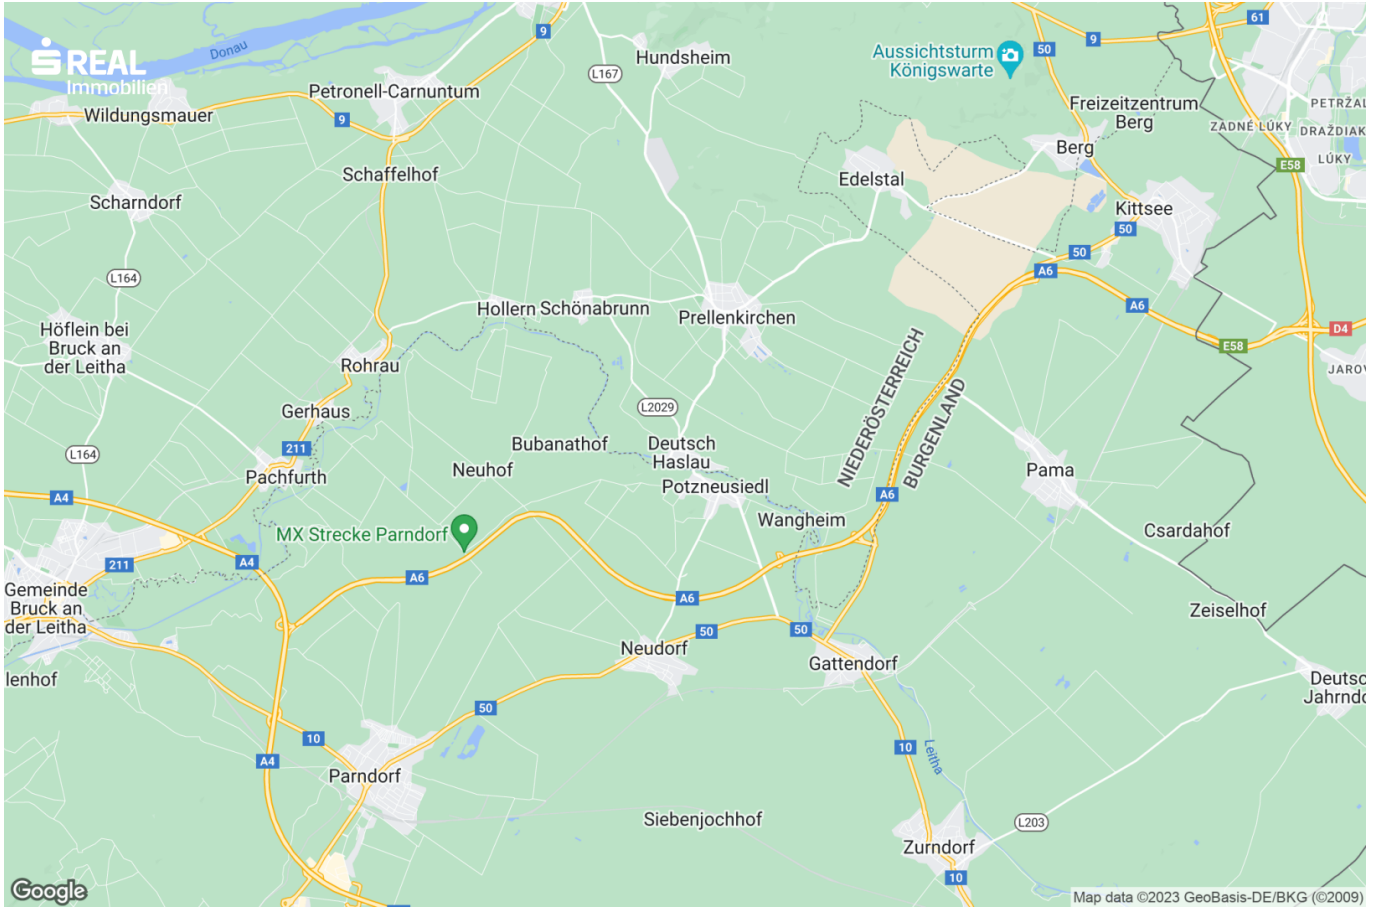 61
9
9
50
Donau
Hundsheim
Aussichtsturm
Königswarte
S REAL
Immobilien
L167
Petronell-Carnuntum
Freizeitzentrum
Berg
PETRŽAL
Wildungsmauer
9
ZADNÉ LÚKY
DRAŽDIAK
LÚKY
Berg
E58
Schaffelhof
Edelstal
Scharndorf
Kittsee
50
50
L164
A6
A6
Hollern
Schönabrunn
Prellenkirchen
D4
Höflein bei
Bruck an
der Leitha
E58
Rohrau
JAROV
NIEDERÖSTERREICH
BURGENLAND
Gerhaus
L2029
211
Bubanathof
Deutsch
Haslau
L164
Neuhof
Pama
Pachfurth
Potzneusiedl
A4
A6
Wangheim
MX Strecke Parndorf
Csardahof
211
A4
A6
Gemeinde
Bruck an
der Leitha
A6
Zeiselhof
50
50
Neudorf
Gattendorf
lenhof
Deutsc
Jahrndo
50
10
10
Leitha
A4
Parndorf
Siebenjochhof
L203
Zurndorf
10
Google
Map data ©2023 GeoBasis-DE/BKG (©2009)